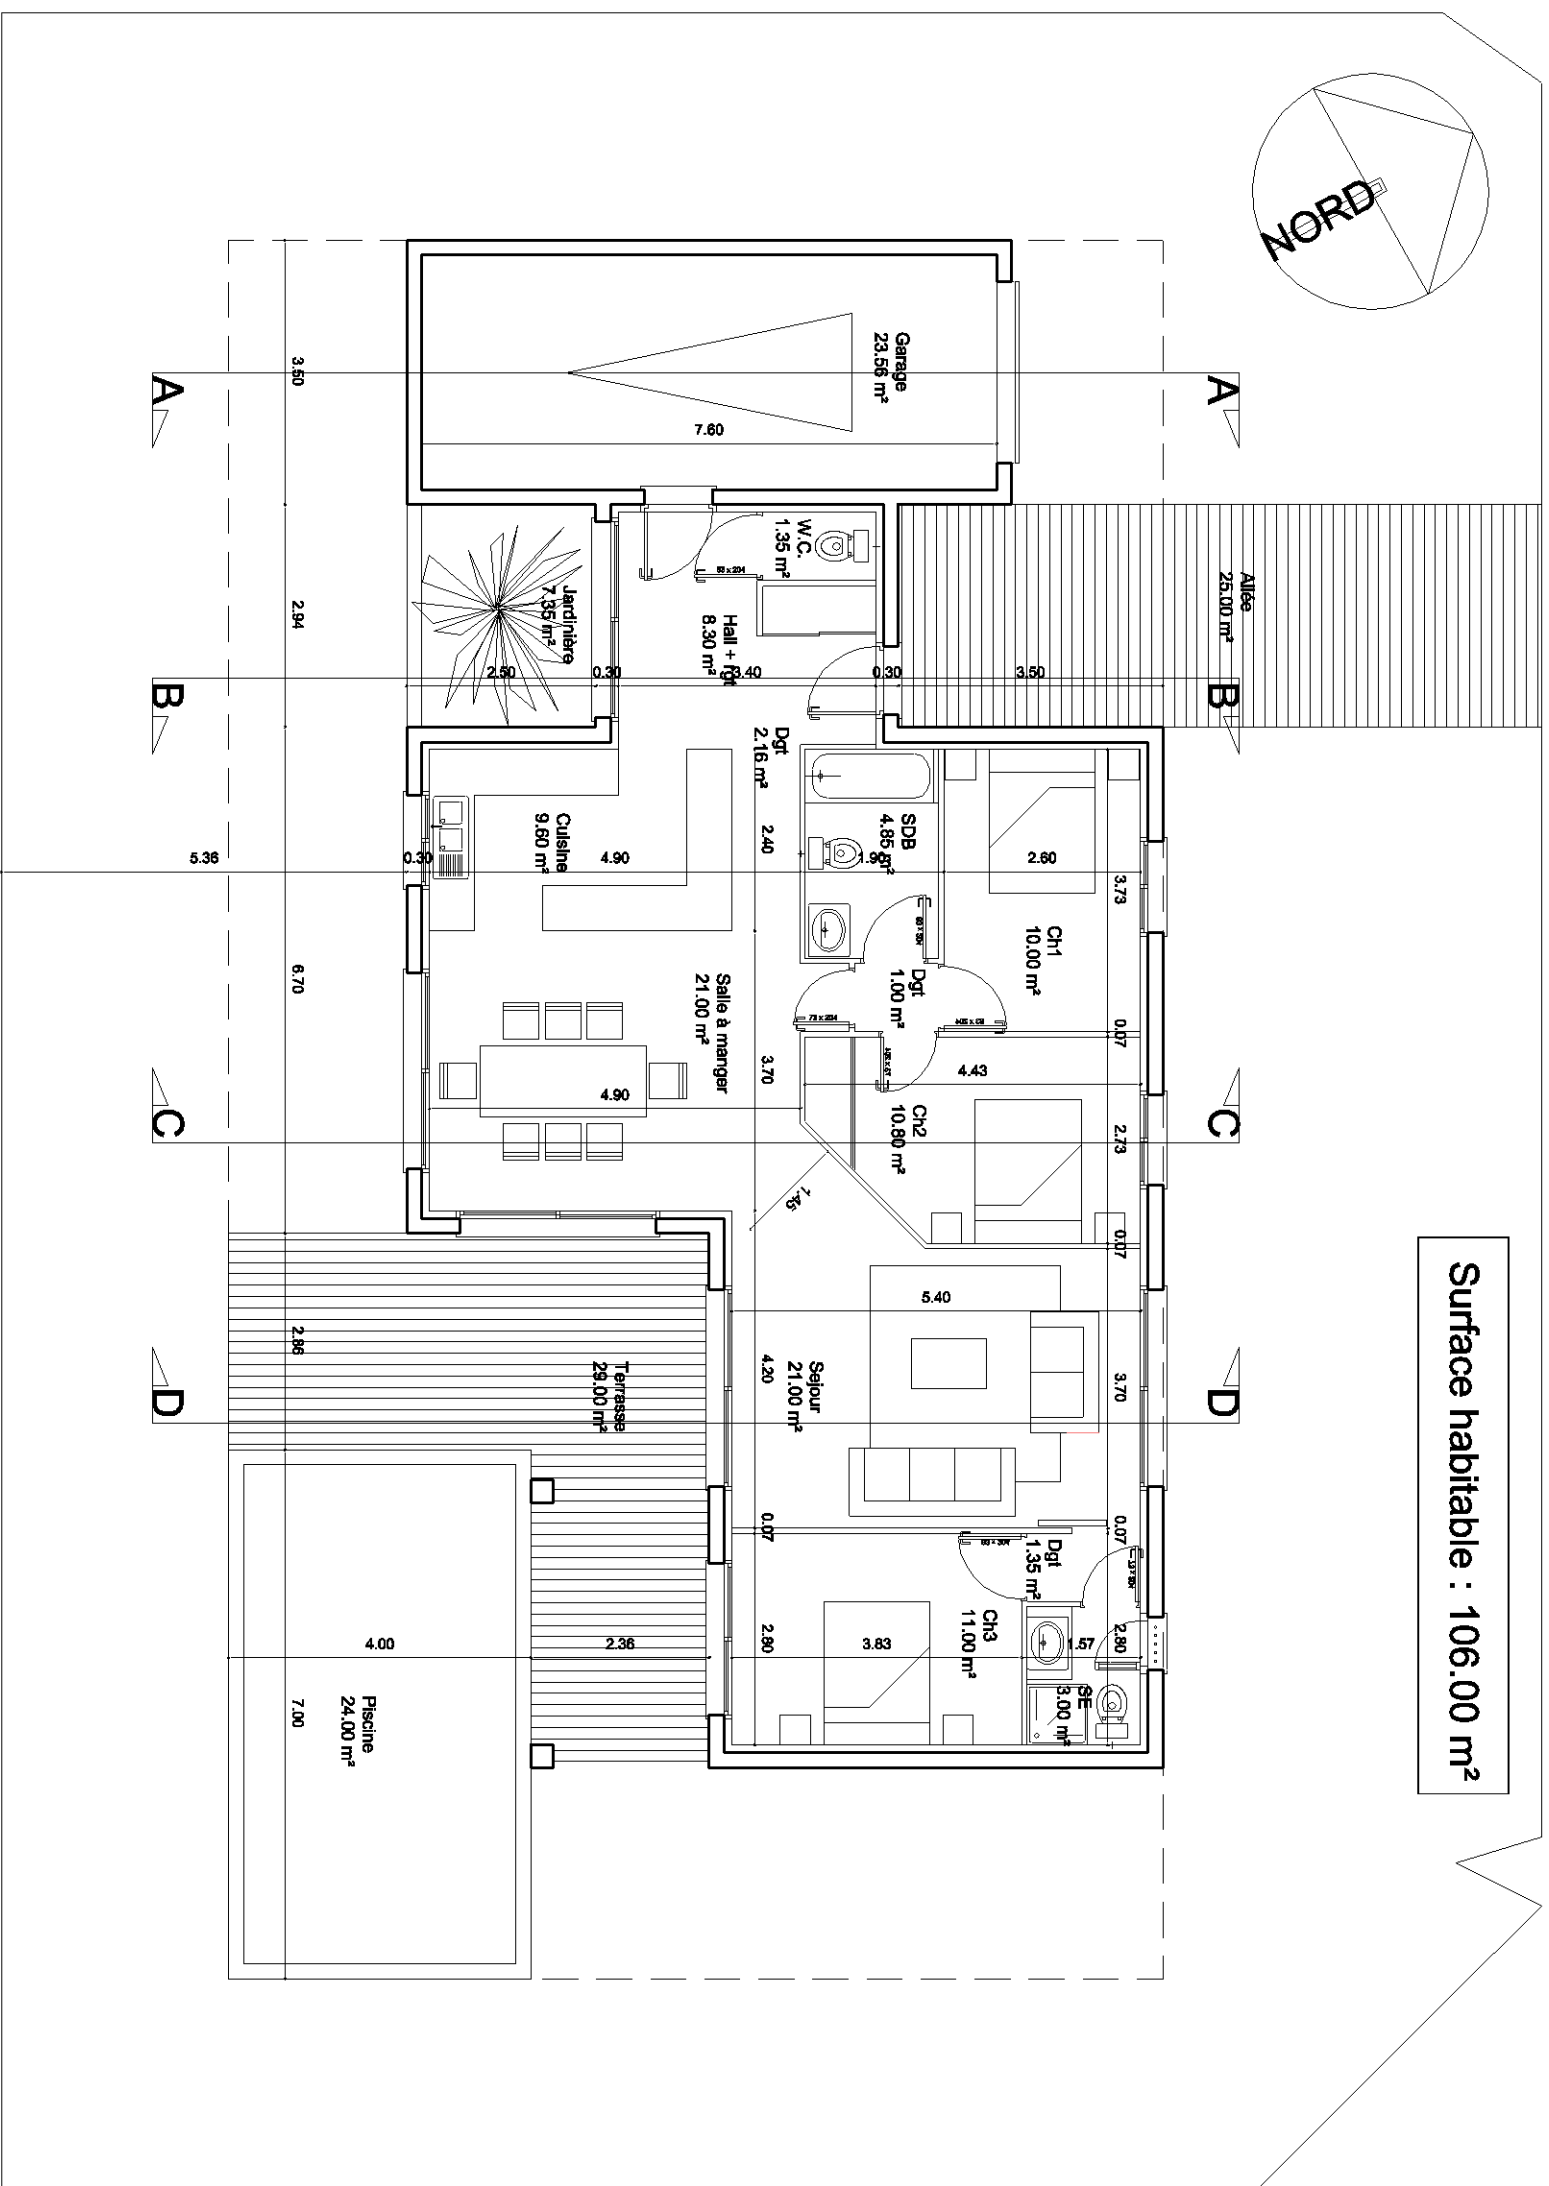 NORD
Surface habitable : 106.00 m²
A
A
B
B
C
C
D
D
Garage
23.56 m²
7.60
3.50
Allée
25.00 m²
W.C.
1.35 m²
83 x 204
Hall + rgt
8.30 m²
Jardinière
7.35 m²
2.94
2.50
0.30
3.40
0.30
3.50
Dgt
2.16 m²
Cuisine
9.60 m²
SDB
4.85 m²
5.36
0.30
4.90
2.40
1.90
2.60
3.73
Ch1
10.00 m²
Dgt
1.00 m²
73 x 204
Salle à manger
21.00 m²
6.70
3.70
0.07
4.43
4.90
Ch2
10.80 m²
2.73
0.07
5.40
Sejour
21.00 m²
4.20
3.70
Terrasse
29.00 m²
2.86
0.07
0.07
Dgt
1.35 m²
Ch3
11.00 m²
SE
3.00 m²
4.00
2.36
2.80
3.83
1.57
2.80
Piscine
24.00 m²
7.00